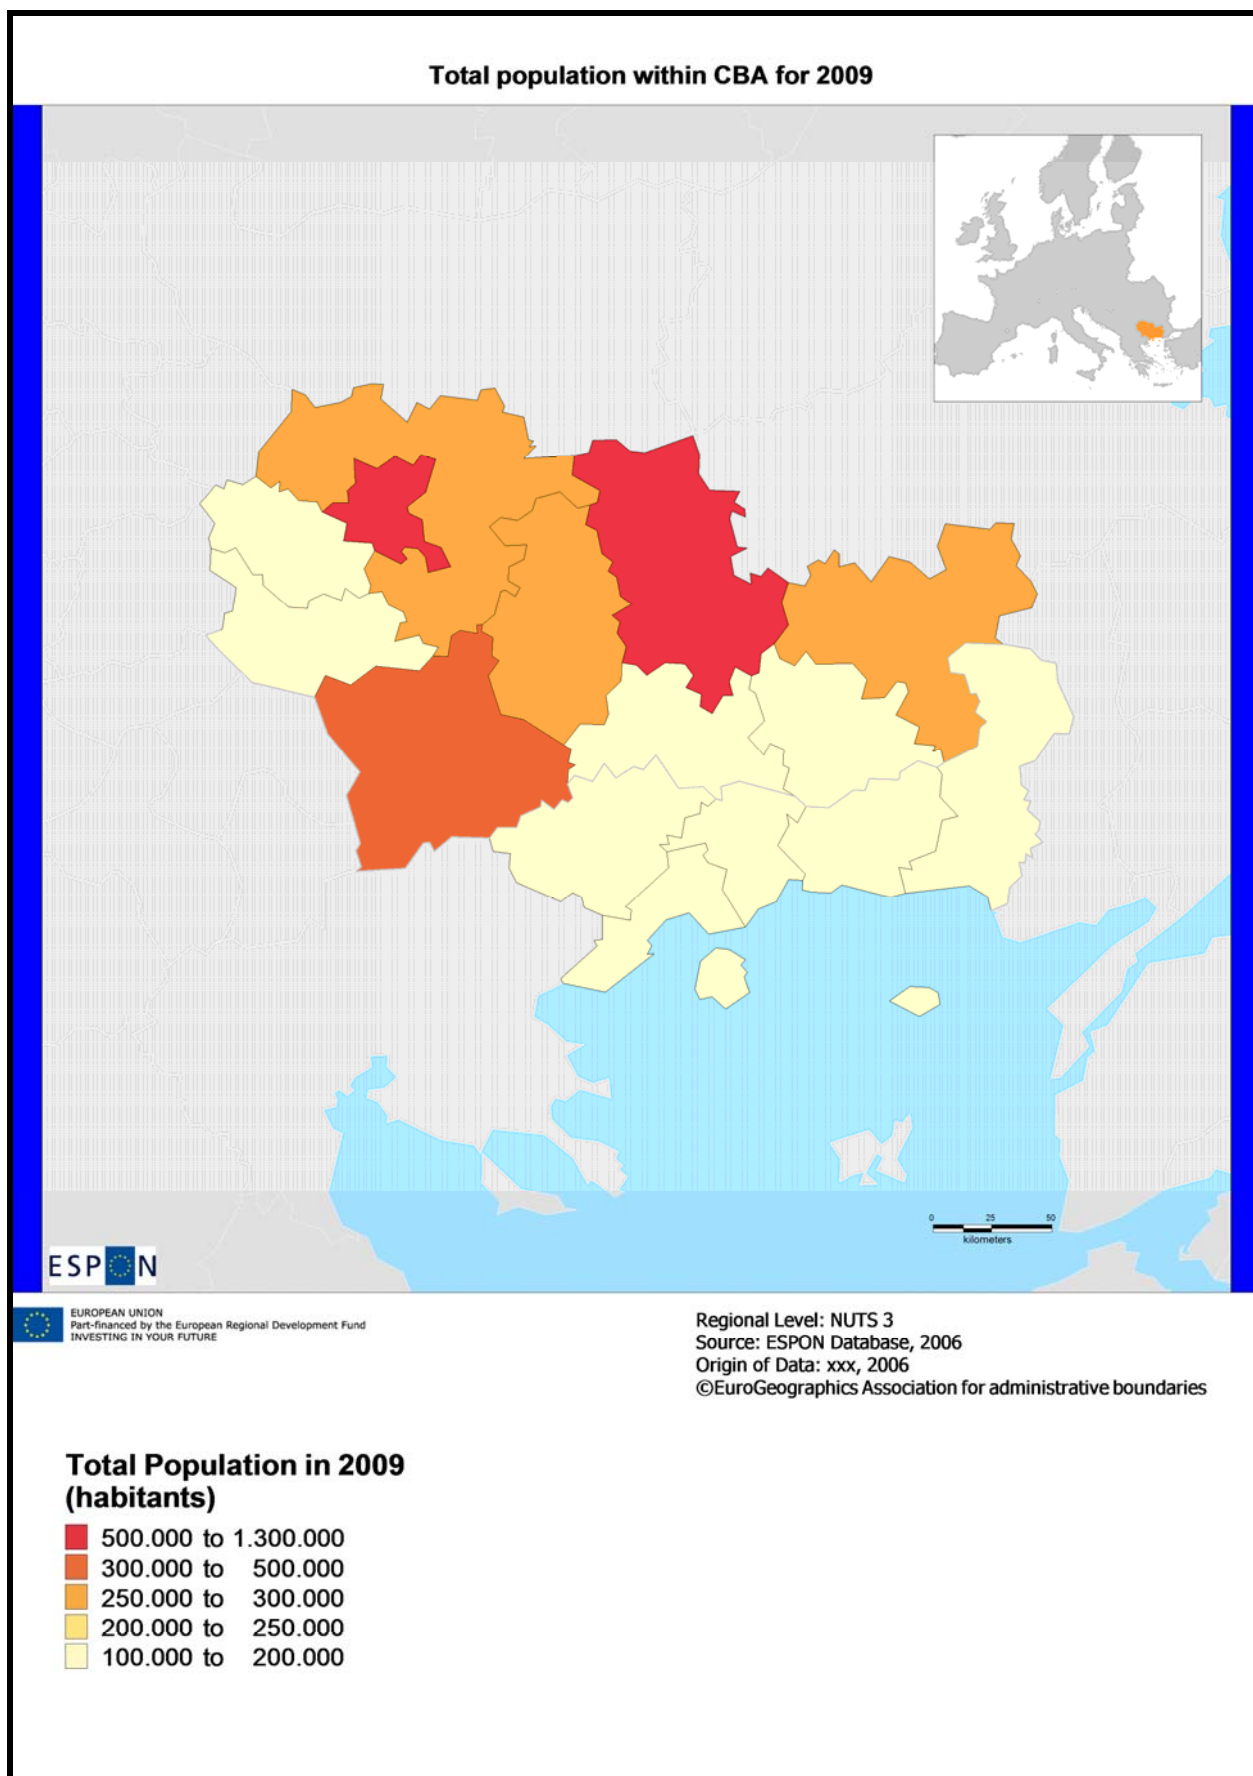 Total population within CBA for 2009
0 25 50
kilometers
ESPON
EUROPEAN UNION
Part-financed by the European Regional Development Fund
INVESTING IN YOUR FUTURE
Regional Level: NUTS 3
Source: ESPON Database, 2006
Origin of Data: xxx, 2006
©EuroGeographics Association for administrative boundaries
Total Population in 2009
(habitants)
500.000 to 1.300.000
300.000 to 500.000
250.000 to 300.000
200.000 to 250.000
100.000 to 200.000